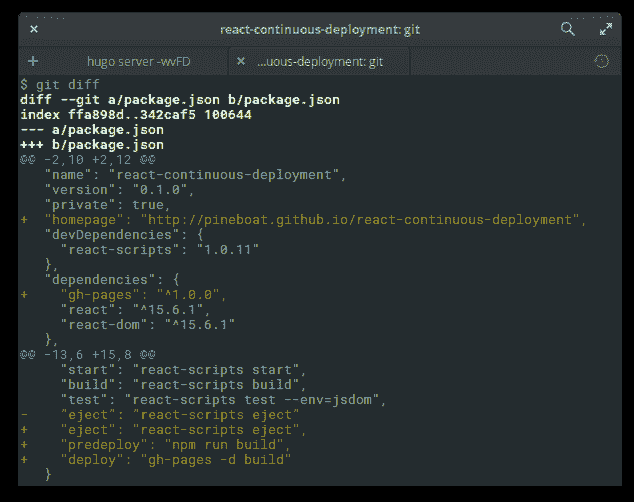 react-continuous-deployment: git
hugo server -wvFD
...uous-deployment: git
$ git diff
diff --git a/package.json b/package.json
index ffa898d..342caf5 100644
--- a/package.json
+++ b/package.json
@@ -2,10 +2,12 @@
   "name": "react-continuous-deployment",
   "version": "0.1.0",
   "private": true,
+  "homepage": "http://pineboat.github.io/react-continuous-deployment",
   "devDependencies": {
     "react-scripts": "1.0.11"
   },
   "dependencies": {
+    "gh-pages": "^1.0.0",
     "react": "^15.6.1",
     "react-dom": "^15.6.1"
   },
@@ -13,6 +15,8 @@
     "start": "react-scripts start",
     "build": "react-scripts build",
     "test": "react-scripts test --env=jsdom",
-    "eject": "react-scripts eject"
+    "eject": "react-scripts eject",
+    "predeploy": "npm run build",
+    "deploy": "gh-pages -d build"
   }